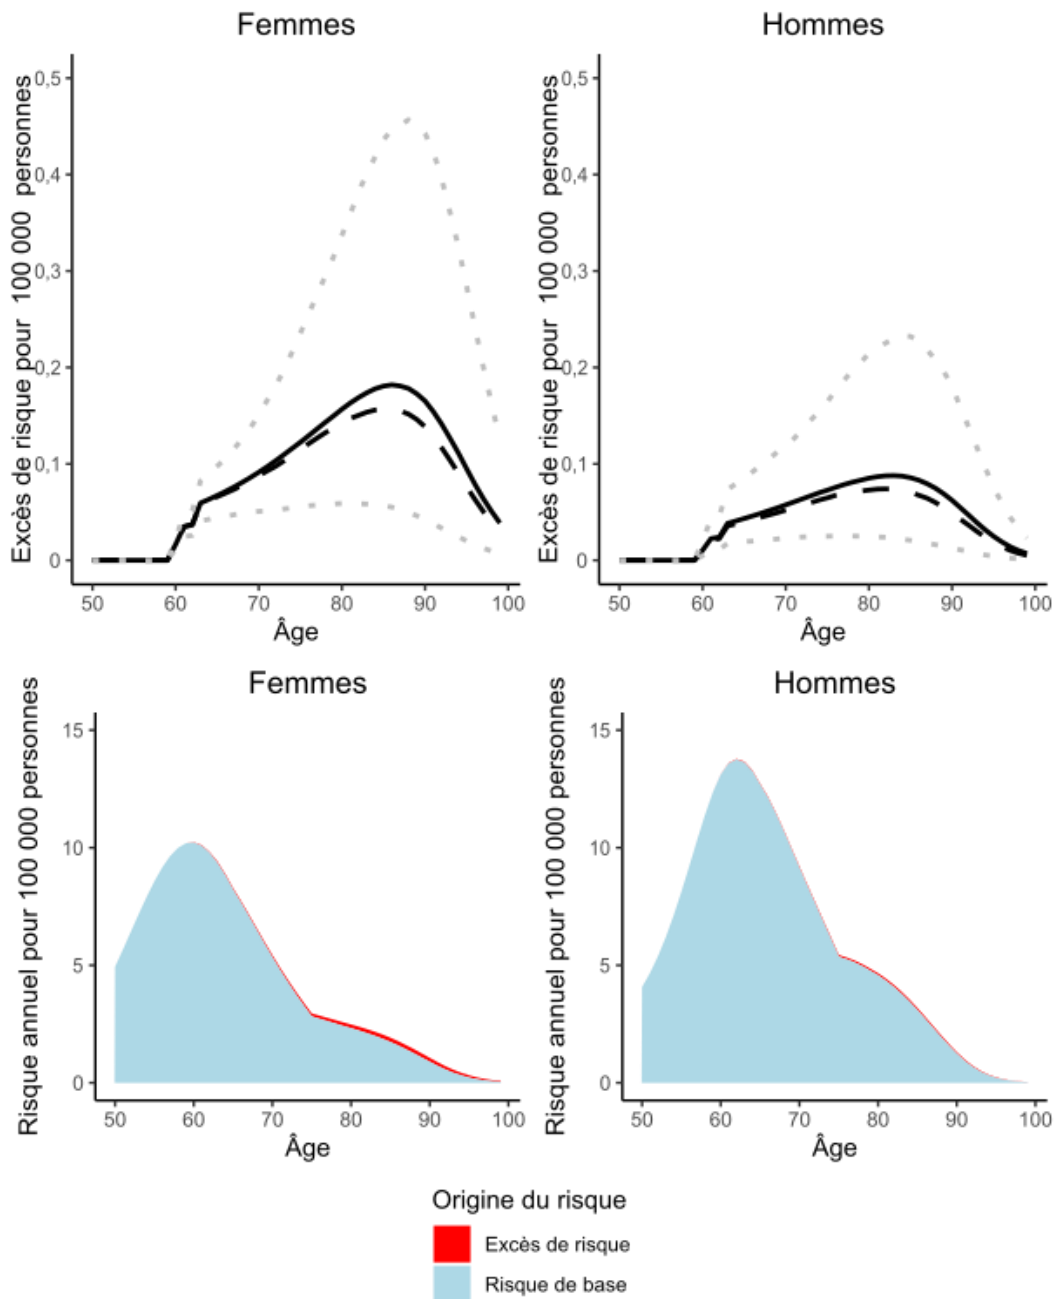 Femmes
Excès de risque pour 100 000 personnes
0,5
0,4
0,3
0,2
0,1
0
50 60 70 80 90 100
Âge
Hommes
Excès de risque pour 100 000 personnes
0,5
0,4
0,3
0,2
0,1
0
50 60 70 80 90 100
Âge
Femmes
Risque annuel pour 100 000 personnes
15
10
5
0
50 60 70 80 90 100
Âge
Hommes
Risque annuel pour 100 000 personnes
15
10
5
0
50 60 70 80 90 100
Âge
Origine du risque
Excès de risque
Risque de base